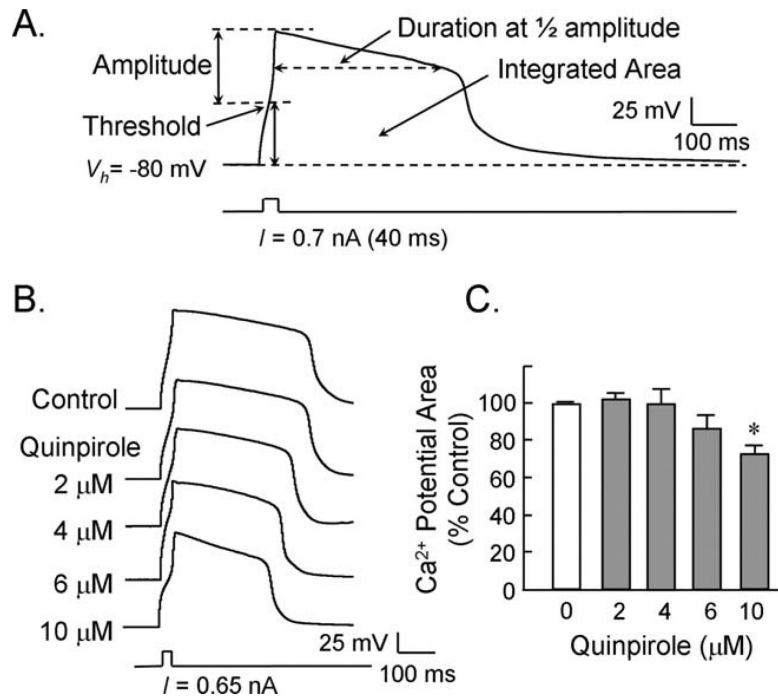 A.
Duration at ½ amplitude
Amplitude
Integrated Area
Threshold
25 mV
100 ms
Vh= -80 mV
I = 0.7 nA (40 ms)
B.
Control
Quinpirole
2 μM
4 μM
6 μM
10 μM
25 mV
100 ms
I = 0.65 nA
C.
Ca2+ Potential Area
(% Control)
100
80
60
40
20
0
*
0 2 4 6 10
Quinpirole (μM)